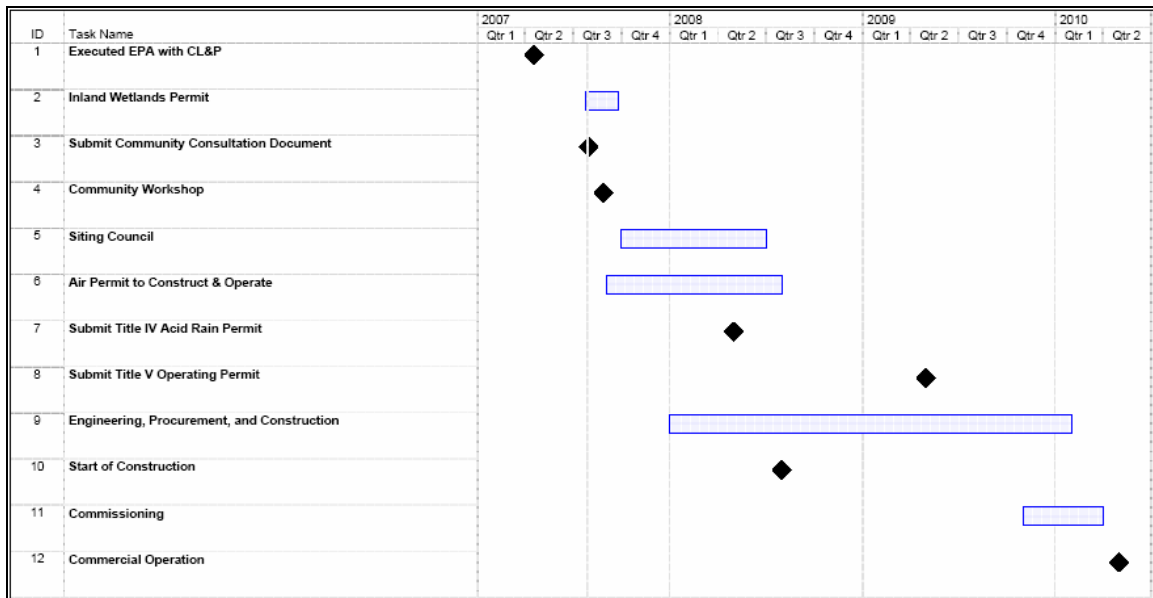 2007 2008 2009 2010
ID Task Name Qtr 1 Qtr 2 Qtr 3 Qtr 4 Qtr 1 Qtr 2 Qtr 3 Qtr 4 Qtr 1 Qtr 2 Qtr 3 Qtr 4 Qtr 1 Qtr 2
1 Executed EPA with CL&P
2 Inland Wetlands Permit
3 Submit Community Consultation Document
4 Community Workshop
5 Siting Council
6 Air Permit to Construct & Operate
7 Submit Title IV Acid Rain Permit
8 Submit Title V Operating Permit
9 Engineering, Procurement, and Construction
10 Start of Construction
11 Commissioning
12 Commercial Operation